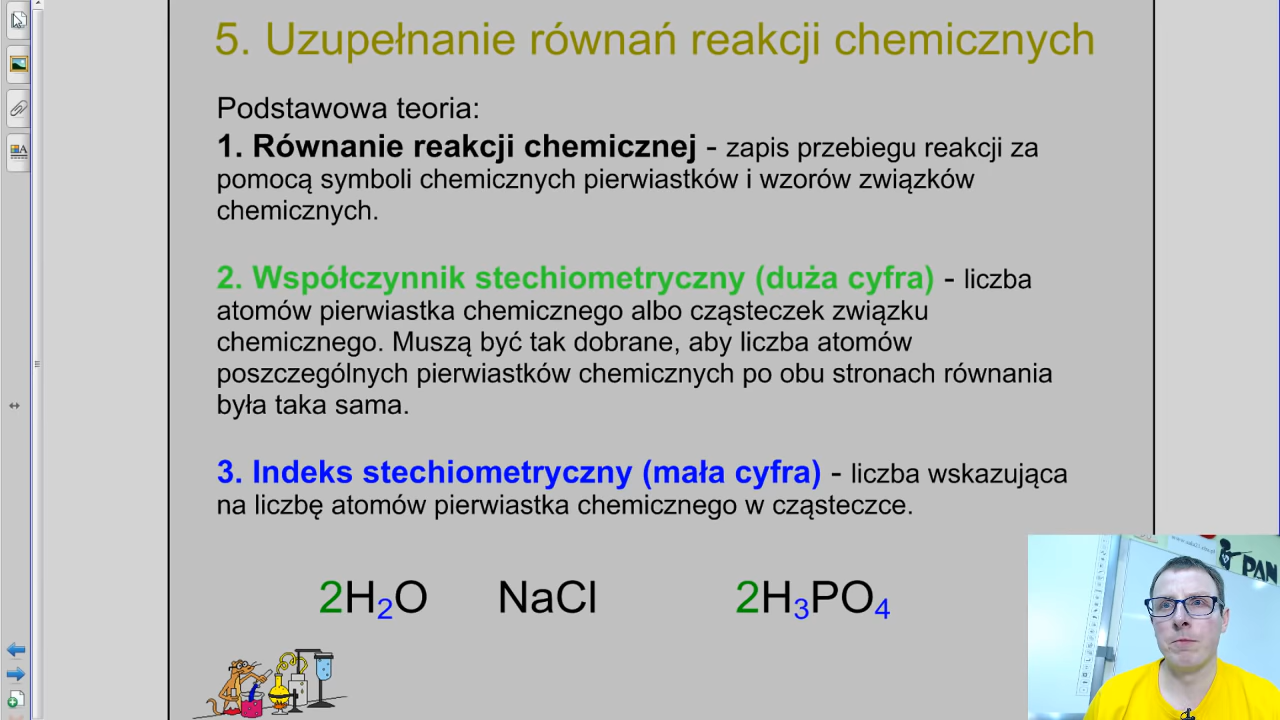 5. Uzupełnanie równań reakcji chemicznych
Podstawowa teoria:
1. Równanie reakcji chemicznej - zapis przebiegu reakcji za
pomocą symboli chemicznych pierwiastków i wzorów związków
chemicznych.
2. Współczynnik stechiometryczny (duża cyfra) - liczba
atomów pierwiastka chemicznego albo cząsteczek związku
chemicznego. Muszą być tak dobrane, aby liczba atomów
poszczególnych pierwiastków chemicznych po obu stronach równania
była taka sama.
3. Indeks stechiometryczny (mała cyfra) - liczba wskazująca
na liczbę atomów pierwiastka chemicznego w cząsteczce.
2H₂O NaCl 2H₃PO₄
PAN